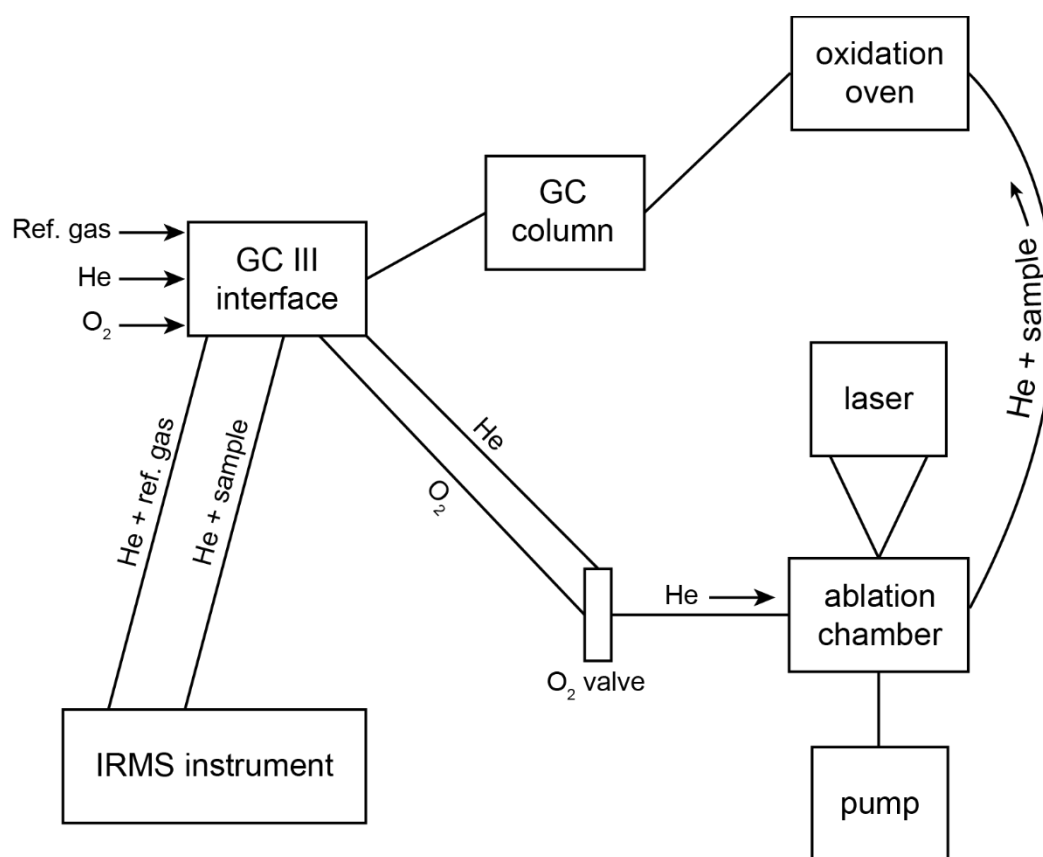 oxidation
oven
GC
column
Ref. gas
He
O₂
GC III
interface
He + sample
laser
He
O₂
He + ref. gas
He + sample
He
ablation
chamber
O₂ valve
IRMS instrument
pump